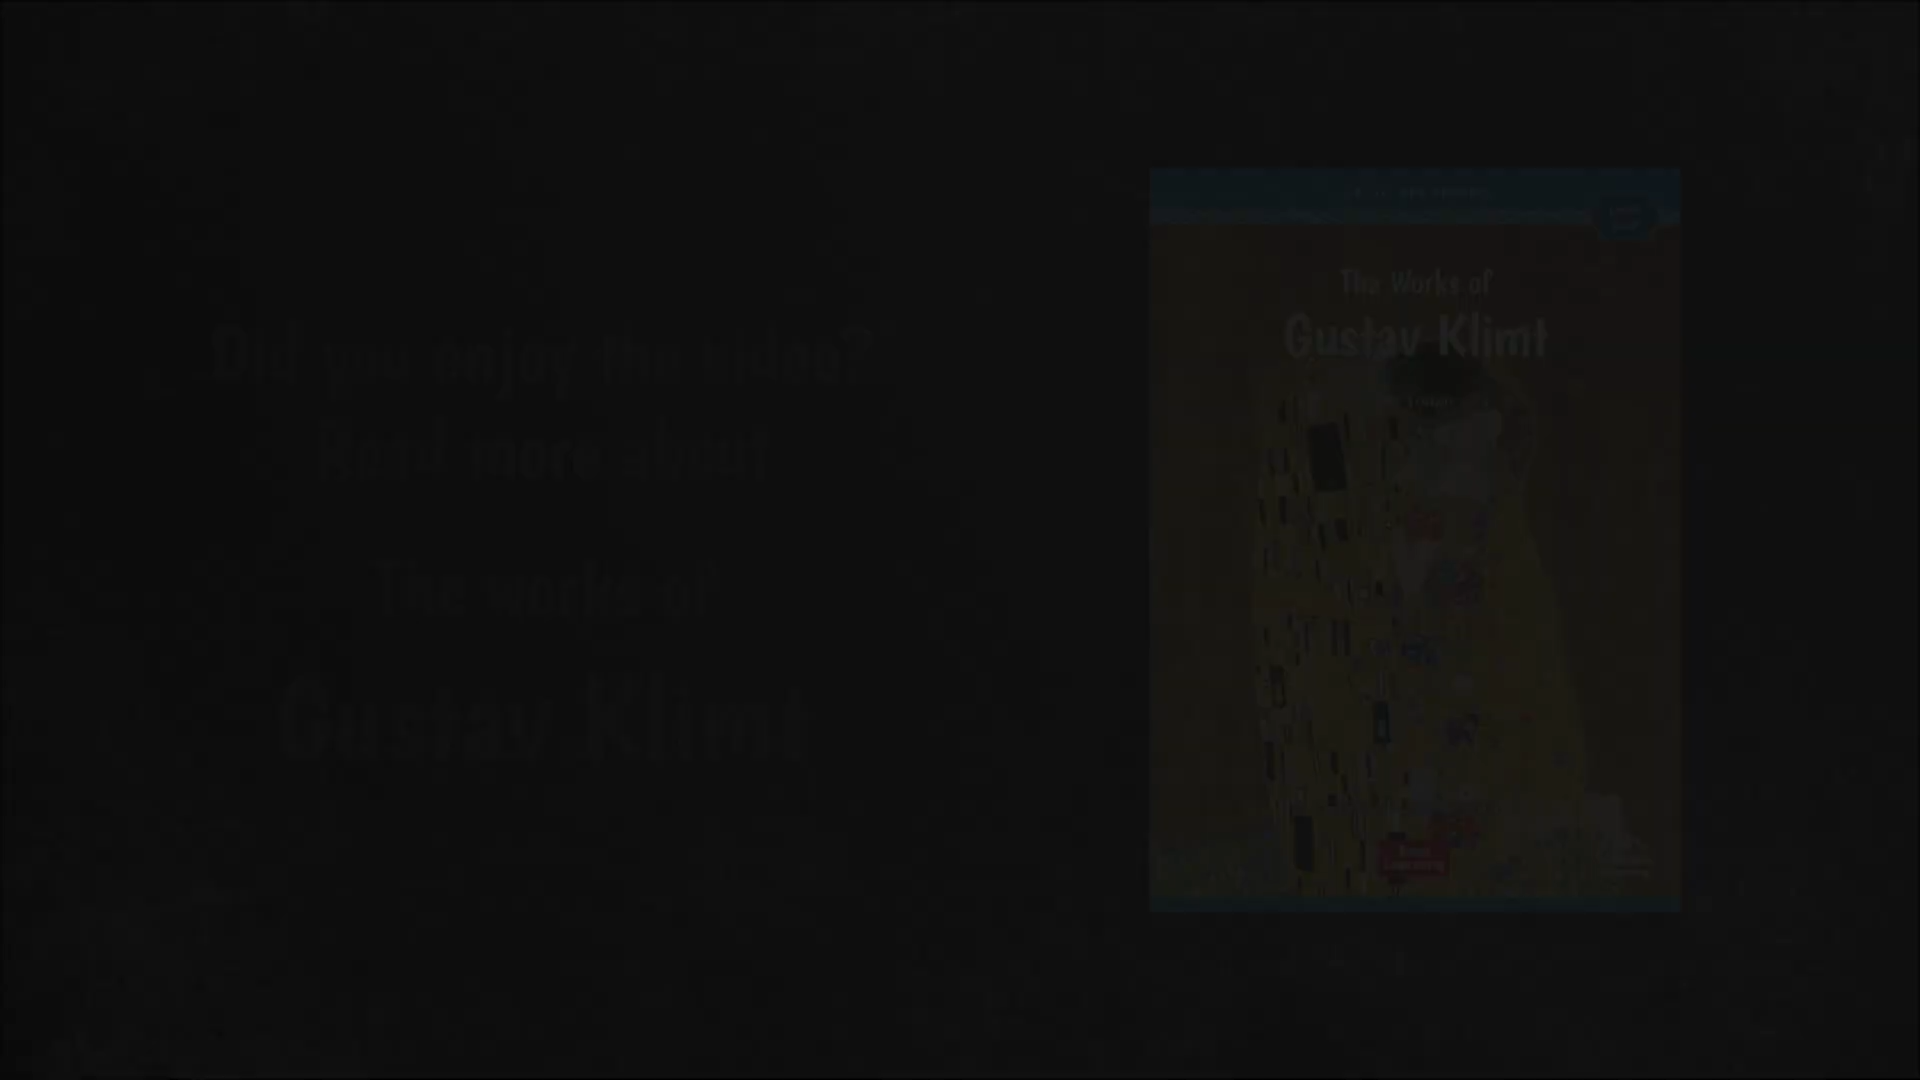 Did you enjoy the video?
Read more about
The works of
Gustav Klimt
The Works of
Gustav Klimt